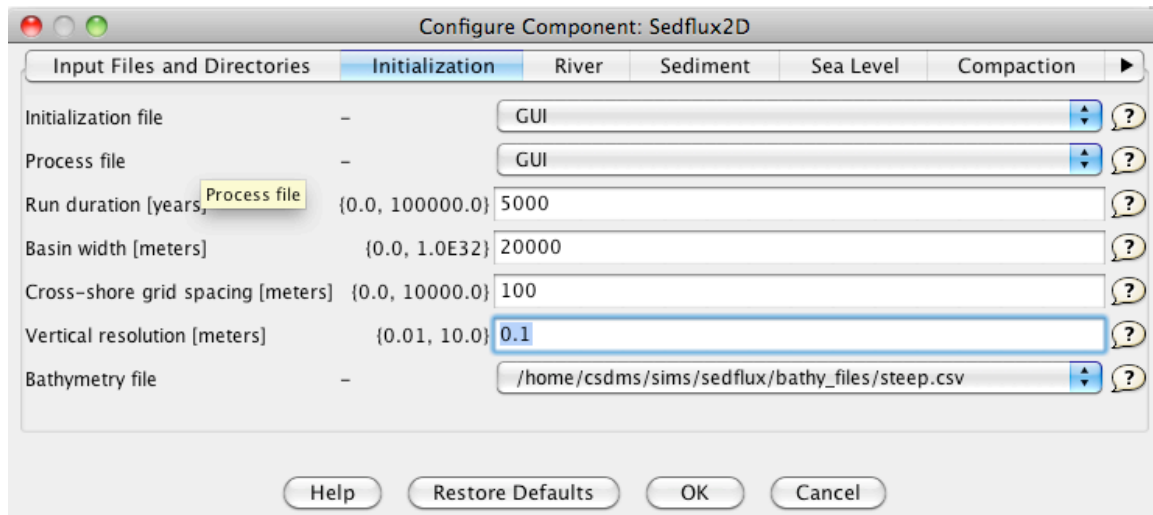 Configure Component: Sedflux2D
Input Files and Directories Initialization River Sediment Sea Level Compaction
Initialization file – GUI ?
Process file – GUI ?
Process file
Run duration [years] {0.0, 100000.0} 5000 ?
Basin width [meters] {0.0, 1.0E32} 20000 ?
Cross-shore grid spacing [meters] {0.0, 10000.0} 100 ?
Vertical resolution [meters] {0.01, 10.0} 0.1 ?
Bathymetry file – /home/csdms/sims/sedflux/bathy_files/steep.csv ?
Help Restore Defaults OK Cancel